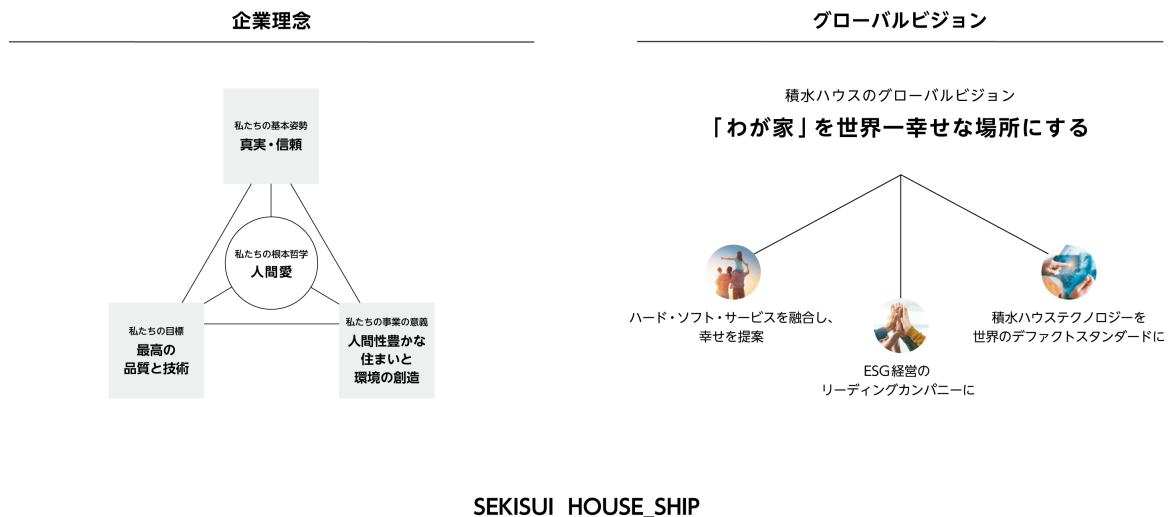 企業理念
私たちの基本姿勢
真実・信頼
私たちの根本哲学
人間愛
私たちの目標
最高の
品質と技術
私たちの事業の意義
人間性豊かな
住まいと
環境の創造
グローバルビジョン
積水ハウスのグローバルビジョン
「わが家」を世界一幸せな場所にする
ハード・ソフト・サービスを融合し、
幸せを提案
ESG経営の
リーディングカンパニーに
積水ハウステクノロジーを
世界のデファクトスタンダードに
SEKISUI HOUSE_SHIP